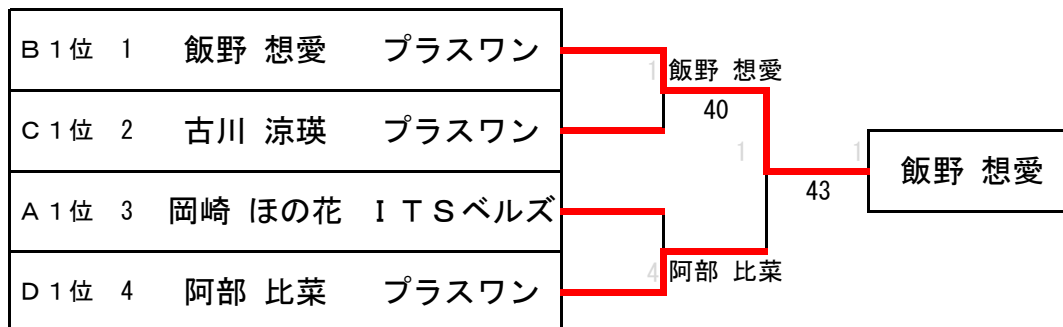 B1位 1 飯野 想愛 プラスワン
1 飯野 想愛
40
C1位 2 古川 涼瑛 プラスワン
1 1
43
飯野 想愛
A1位 3 岡崎 ほの花 ITSベルズ
4 阿部 比菜
D1位 4 阿部 比菜 プラスワン